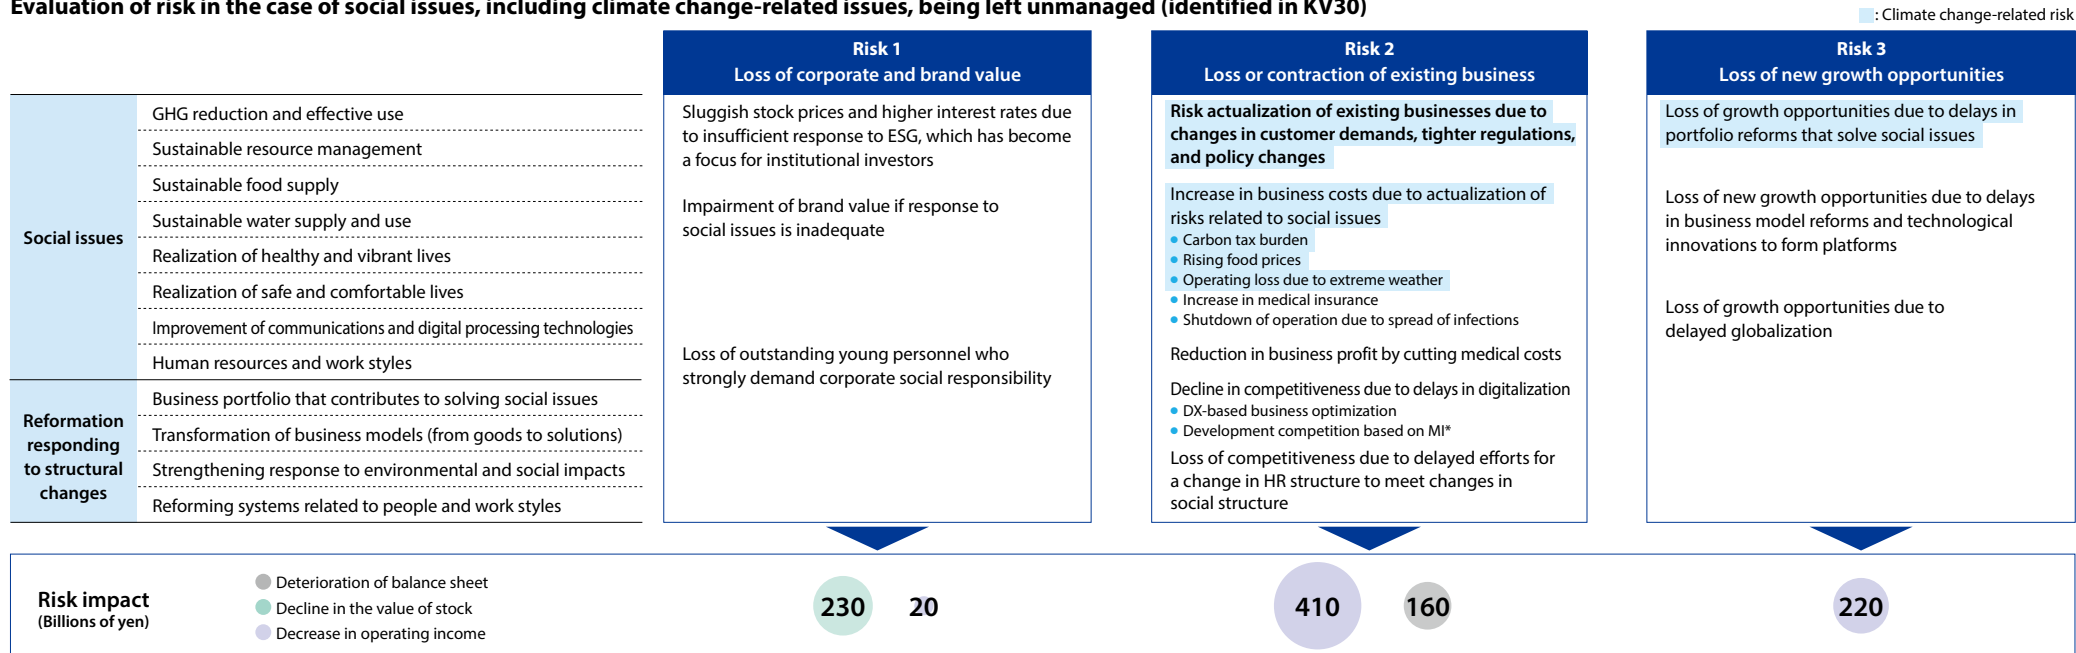 Evaluation of risk in the case of social issues, including climate change-related issues, being left unmanaged (identified in KV30)
: Climate change-related risk
Risk 1
Loss of corporate and brand value
Risk 2
Loss or contraction of existing business
Risk 3
Loss of new growth opportunities
Social issues
GHG reduction and effective use
Sustainable resource management
Sustainable food supply
Sustainable water supply and use
Realization of healthy and vibrant lives
Realization of safe and comfortable lives
Improvement of communications and digital processing technologies
Human resources and work styles
Reformation
responding
to structural
changes
Business portfolio that contributes to solving social issues
Transformation of business models (from goods to solutions)
Strengthening response to environmental and social impacts
Reforming systems related to people and work styles
Sluggish stock prices and higher interest rates due
to insufficient response to ESG, which has become
a focus for institutional investors
Impairment of brand value if response to
social issues is inadequate
Loss of outstanding young personnel who
strongly demand corporate social responsibility
Risk actualization of existing businesses due to
changes in customer demands, tighter regulations,
and policy changes
Increase in business costs due to actualization of
risks related to social issues
• Carbon tax burden
• Rising food prices
• Operating loss due to extreme weather
• Increase in medical insurance
• Shutdown of operation due to spread of infections
Reduction in business profit by cutting medical costs
Decline in competitiveness due to delays in digitalization
• DX-based business optimization
• Development competition based on MI*
Loss of competitiveness due to delayed efforts for
a change in HR structure to meet changes in
social structure
Loss of growth opportunities due to delays in
portfolio reforms that solve social issues
Loss of new growth opportunities due to delays
in business model reforms and technological
innovations to form platforms
Loss of growth opportunities due to
delayed globalization
Risk impact
(Billions of yen)
Deterioration of balance sheet
Decline in the value of stock
Decrease in operating income
230
20
410
160
220